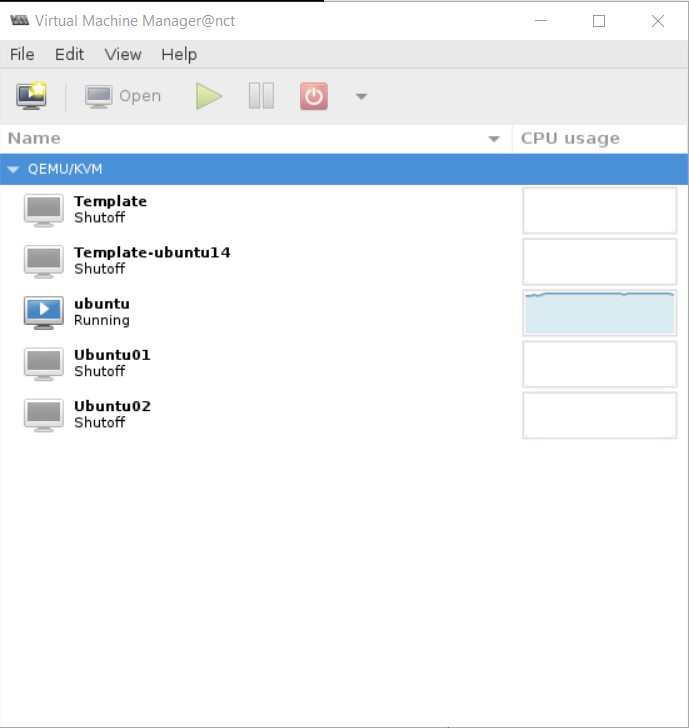 Virtual Machine Manager@nct
File Edit View Help
Open
Name CPU usage
QEMU/KVM
Template
Shutoff
Template-ubuntu14
Shutoff
ubuntu
Running
Ubuntu01
Shutoff
Ubuntu02
Shutoff